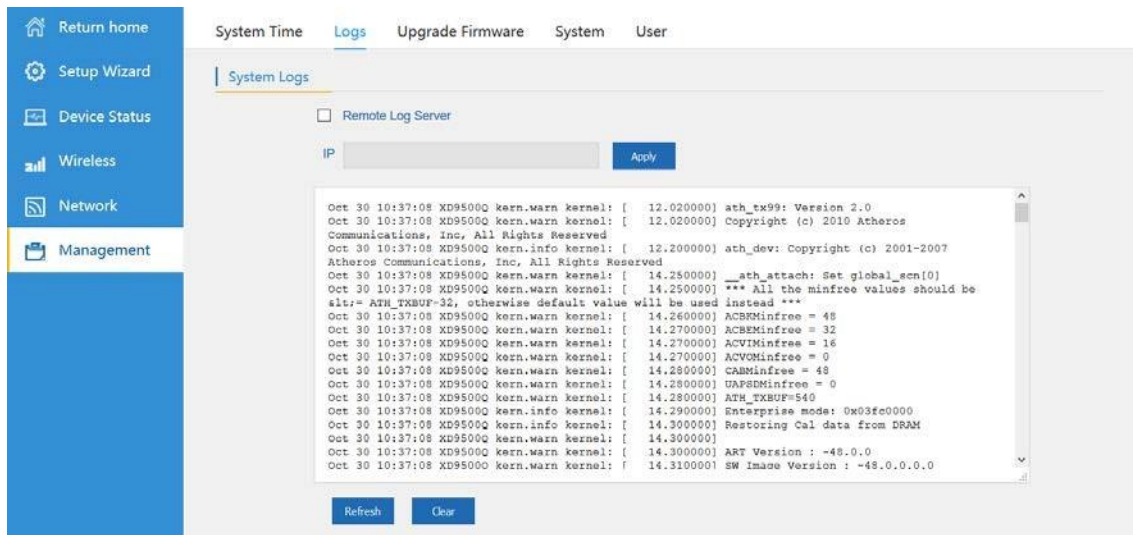 Return home
Setup Wizard
Device Status
Wireless
Network
Management
System Time Logs Upgrade Firmware System User
System Logs
Remote Log Server
IP Apply
Oct 30 10:37:08 XD9500Q kern.warn kernel: [ 12.020000] ath_tx99: Version 2.0
Oct 30 10:37:08 XD9500Q kern.warn kernel: [ 12.020000] Copyright (c) 2010 Atheros
Communications, Inc, All Rights Reserved
Oct 30 10:37:08 XD9500Q kern.info kernel: [ 12.200000] ath_dev: Copyright (c) 2001-2007
Atheros Communications, Inc, All Rights Reserved
Oct 30 10:37:08 XD9500Q kern.warn kernel: [ 14.250000] __ath_attach: Set global_scn[0]
Oct 30 10:37:08 XD9500Q kern.warn kernel: [ 14.250000] *** All the minfree values should be
&lt;= ATH_TXBUF-32, otherwise default value will be used instead ***
Oct 30 10:37:08 XD9500Q kern.warn kernel: [ 14.260000] ACBKMinfree = 48
Oct 30 10:37:08 XD9500Q kern.warn kernel: [ 14.270000] ACBEMinfree = 32
Oct 30 10:37:08 XD9500Q kern.warn kernel: [ 14.270000] ACVIMinfree = 16
Oct 30 10:37:08 XD9500Q kern.warn kernel: [ 14.270000] ACVOMinfree = 0
Oct 30 10:37:08 XD9500Q kern.warn kernel: [ 14.280000] CABMinfree = 48
Oct 30 10:37:08 XD9500Q kern.warn kernel: [ 14.280000] UAPSDMinfree = 0
Oct 30 10:37:08 XD9500Q kern.warn kernel: [ 14.280000] ATH_TXBUF=540
Oct 30 10:37:08 XD9500Q kern.info kernel: [ 14.290000] Enterprise mode: 0x03fc0000
Oct 30 10:37:08 XD9500Q kern.info kernel: [ 14.300000] Restoring Cal data from DRAM
Oct 30 10:37:08 XD9500Q kern.warn kernel: [ 14.300000]
Oct 30 10:37:08 XD9500Q kern.warn kernel: [ 14.300000] ART Version : -48.0.0
Oct 30 10:37:08 XD9500Q kern.warn kernel: [ 14.310000] SW Image Version : -48.0.0.0.0
Refresh Clear